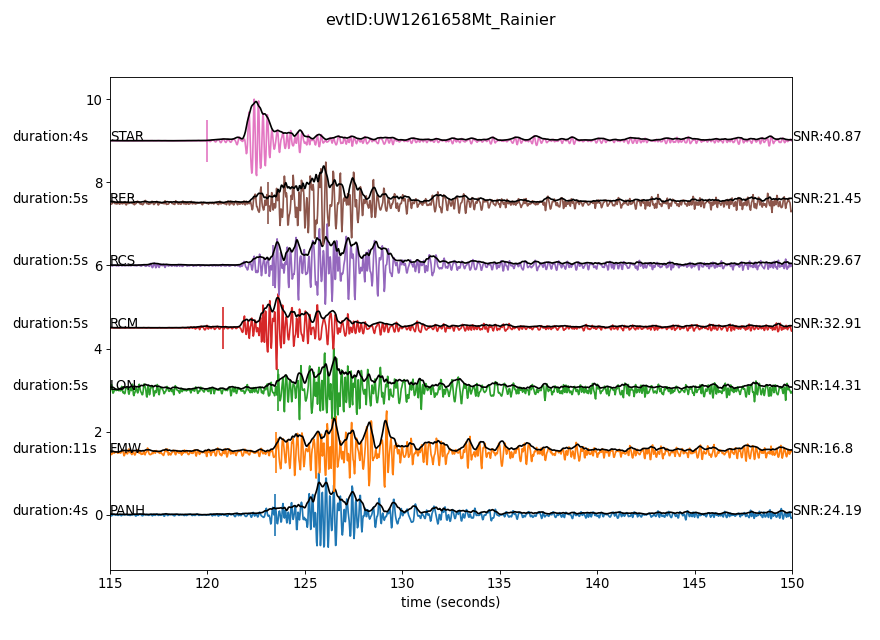 evtID:UW1261658Mt_Rainier
10
duration:4s STAR SNR:40.87
8
duration:5s RER SNR:21.45
duration:5s RCS SNR:29.67
6
duration:5s RCM SNR:32.91
4
duration:5s LON SNR:14.31
2
duration:11s FMW SNR:16.8
duration:4s PANH SNR:24.19
0
115 120 125 130 135 140 145 150
time (seconds)